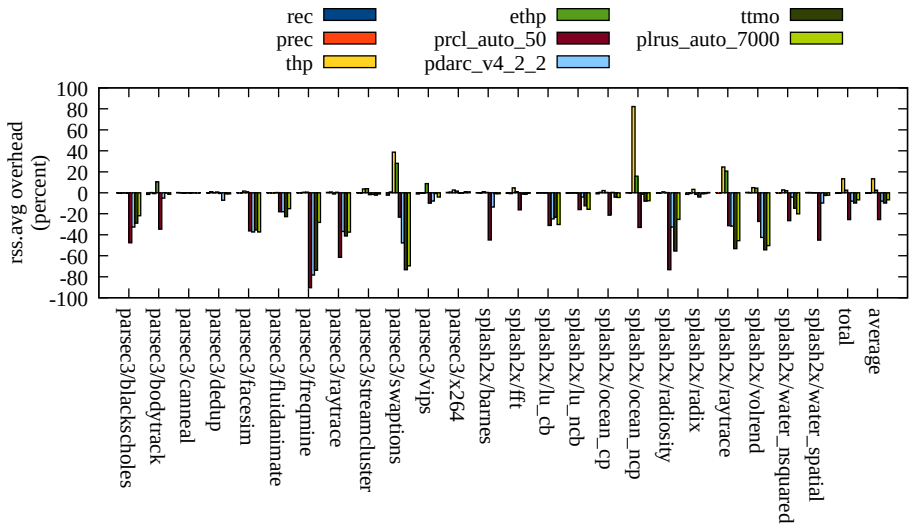 rec
prec
thp
ethp
prcl_auto_50
pdarc_v4_2_2
ttmo
plrus_auto_7000
rss.avg overhead
(percent)
100
80
60
40
20
0
-20
-40
-60
-80
-100
parsec3/blackscholes
parsec3/bodytrack
parsec3/canneal
parsec3/dedup
parsec3/facesim
parsec3/fluidanimate
parsec3/freqmine
parsec3/raytrace
parsec3/streamcluster
parsec3/swaptions
parsec3/vips
parsec3/x264
splash2x/barnes
splash2x/fft
splash2x/lu_cb
splash2x/lu_ncb
splash2x/ocean_cp
splash2x/ocean_ncp
splash2x/radiosity
splash2x/radix
splash2x/raytrace
splash2x/volrend
splash2x/water_nsquared
splash2x/water_spatial
total
average